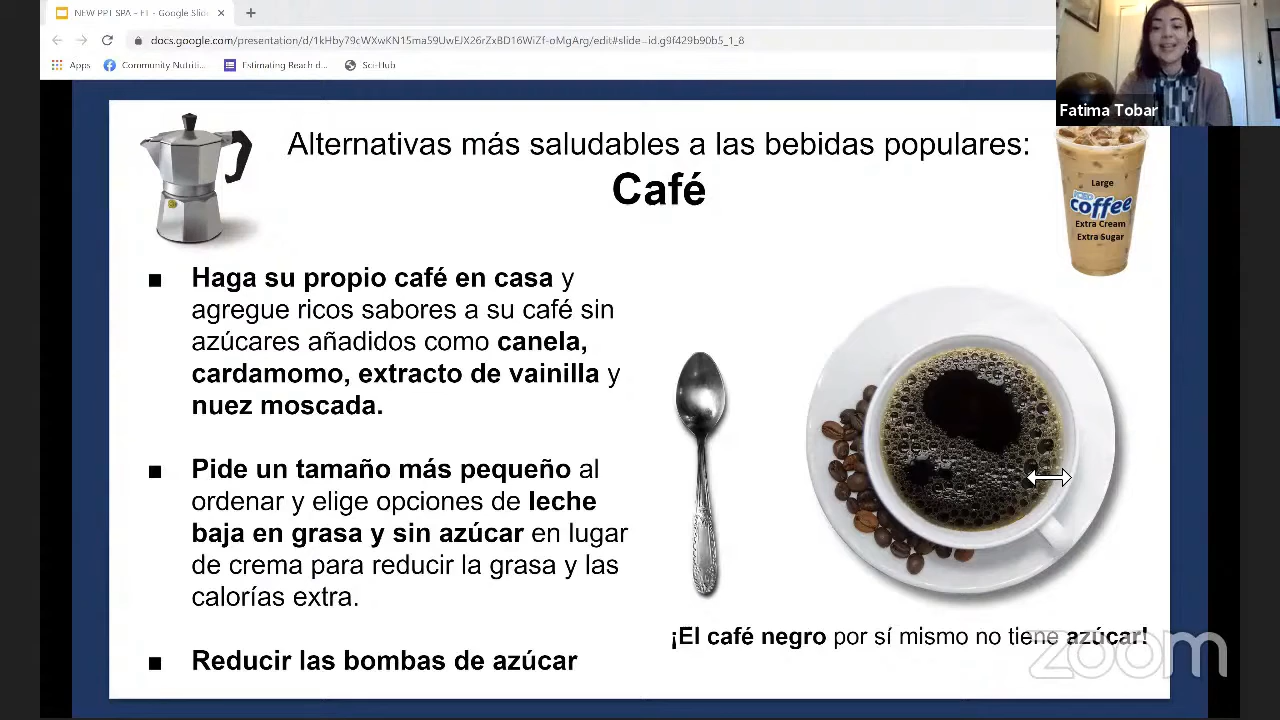 NEW PPT SPA - F1 - Google Slid
docs.google.com/presentation/d/1kHby79cWXwKN15ma59UwEJX26rZxBD16WiZf-oMgArg/edit#slide=id.g9f429b90b5_1_8
Apps Community Nutriti... Estimating Reach d... Sci-Hub
Fatima Tobar
Alternativas más saludables a las bebidas populares:
Café
Large
coffee
Extra Cream
Extra Sugar
■ Haga su propio café en casa y
agregue ricos sabores a su café sin
azúcares añadidos como canela,
cardamomo, extracto de vainilla y
nuez moscada.
■ Pide un tamaño más pequeño al
ordenar y elige opciones de leche
baja en grasa y sin azúcar en lugar
de crema para reducir la grasa y las
calorías extra.
■ Reducir las bombas de azúcar
¡El café negro por sí mismo no tiene azúcar!
zoom